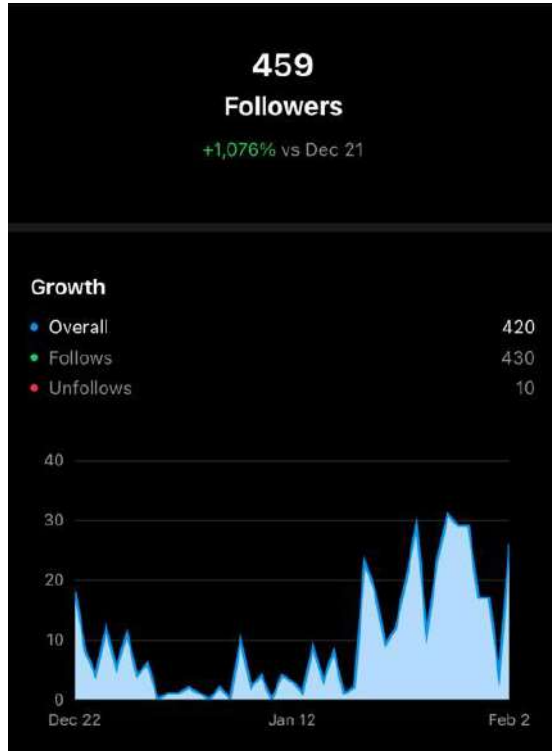 459
Followers
+1,076% vs Dec 21
Growth
Overall 420
Follows 430
Unfollows 10
40
30
20
10
0
Dec 22 Jan 12 Feb 2